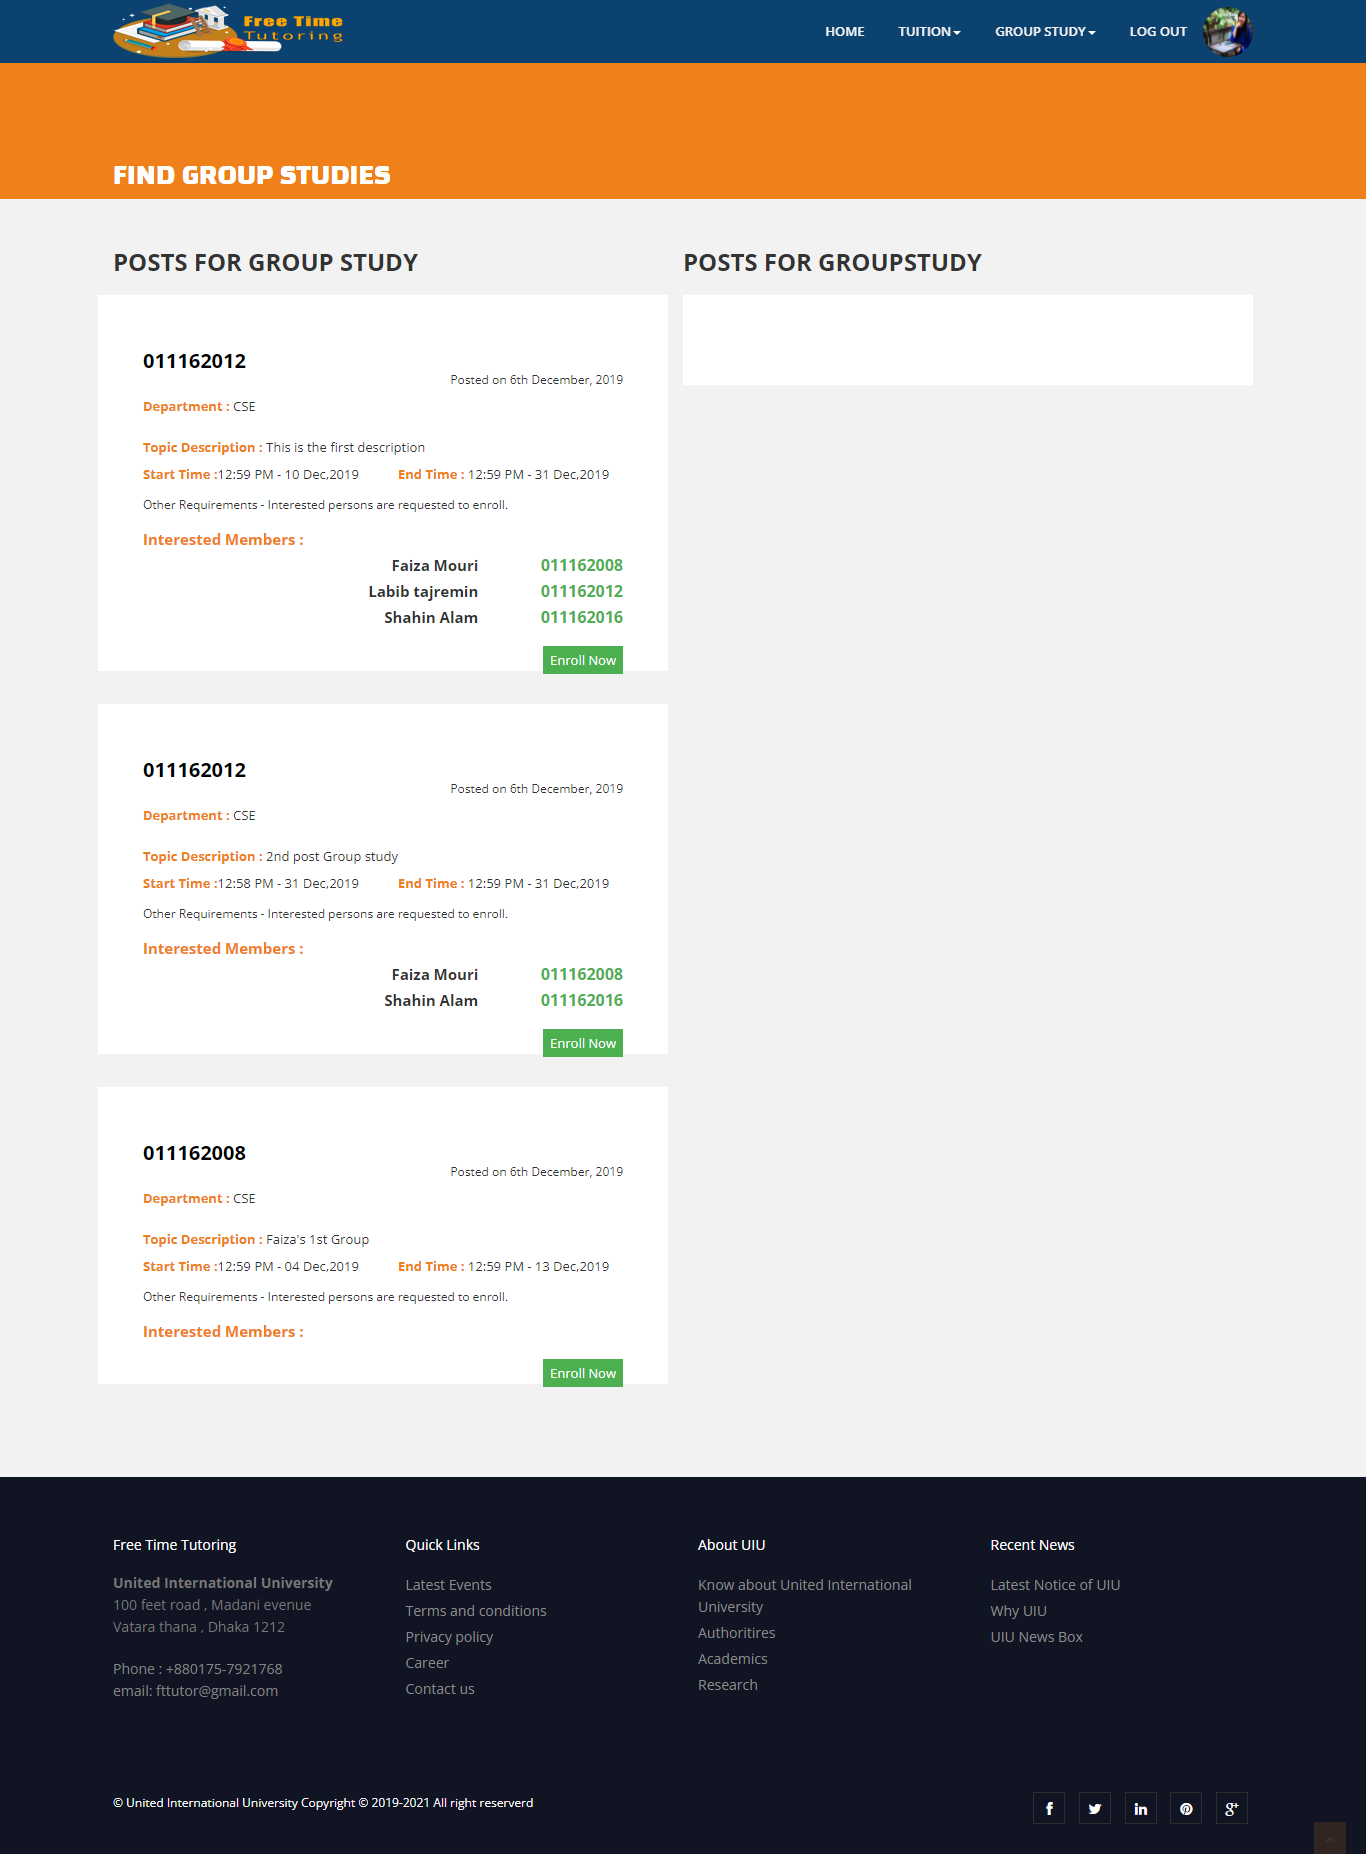 Free Time
Tutoring
HOME
TUITION
GROUP STUDY
LOG OUT
FIND GROUP STUDIES
POSTS FOR GROUP STUDY
011162012
Posted on 6th December, 2019
Department : CSE
Topic Description : This is the first description
Start Time :12:59 PM - 10 Dec,2019 End Time : 12:59 PM - 31 Dec,2019
Other Requirements - Interested persons are requested to enroll.
Interested Members :
Faiza Mouri 011162008
Labib tajremin 011162012
Shahin Alam 011162016
Enroll Now
011162012
Posted on 6th December, 2019
Department : CSE
Topic Description : 2nd post Group study
Start Time :12:58 PM - 31 Dec,2019 End Time : 12:59 PM - 31 Dec,2019
Other Requirements - Interested persons are requested to enroll.
Interested Members :
Faiza Mouri 011162008
Shahin Alam 011162016
Enroll Now
011162008
Posted on 6th December, 2019
Department : CSE
Topic Description : Faiza's 1st Group
Start Time :12:59 PM - 04 Dec,2019 End Time : 12:59 PM - 13 Dec,2019
Other Requirements - Interested persons are requested to enroll.
Interested Members :
Enroll Now
POSTS FOR GROUPSTUDY
Free Time Tutoring
United International University
100 feet road , Madani evenue
Vatara thana , Dhaka 1212
Phone : +880175-7921768
email: fttutor@gmail.com
Quick Links
Latest Events
Terms and conditions
Privacy policy
Career
Contact us
About UIU
Know about United International
University
Authoritires
Academics
Research
Recent News
Latest Notice of UIU
Why UIU
UIU News Box
© United International University Copyright © 2019-2021 All right reserverd